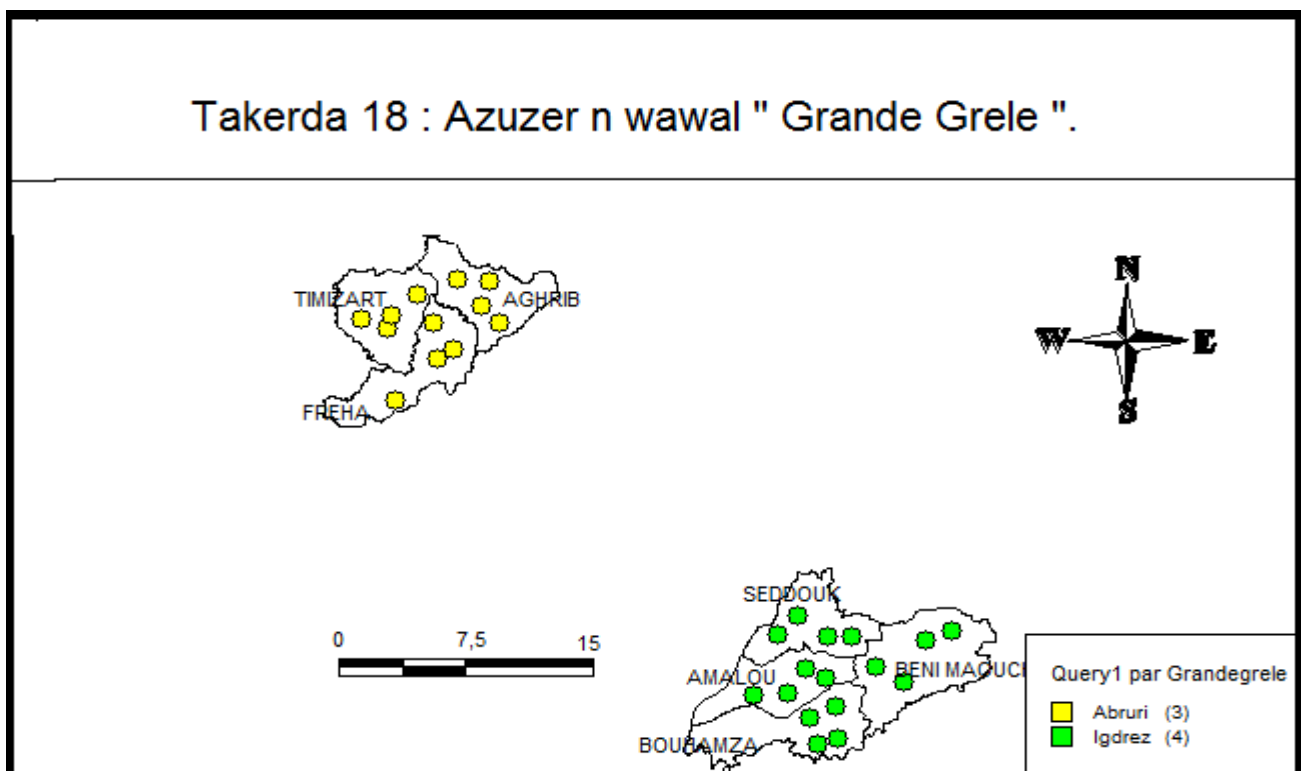 Takerda 18 : Azuzer n wawal " Grande Grele ".
N
TIMIZART
AGHRIB
W
E
FREHA
S
SEDDOUK
0
7,5
15
AMALOU
BENI MAOUCH
Query1 par Grandegrele
Abruri (3)
Igdrez (4)
BOUHAMZA